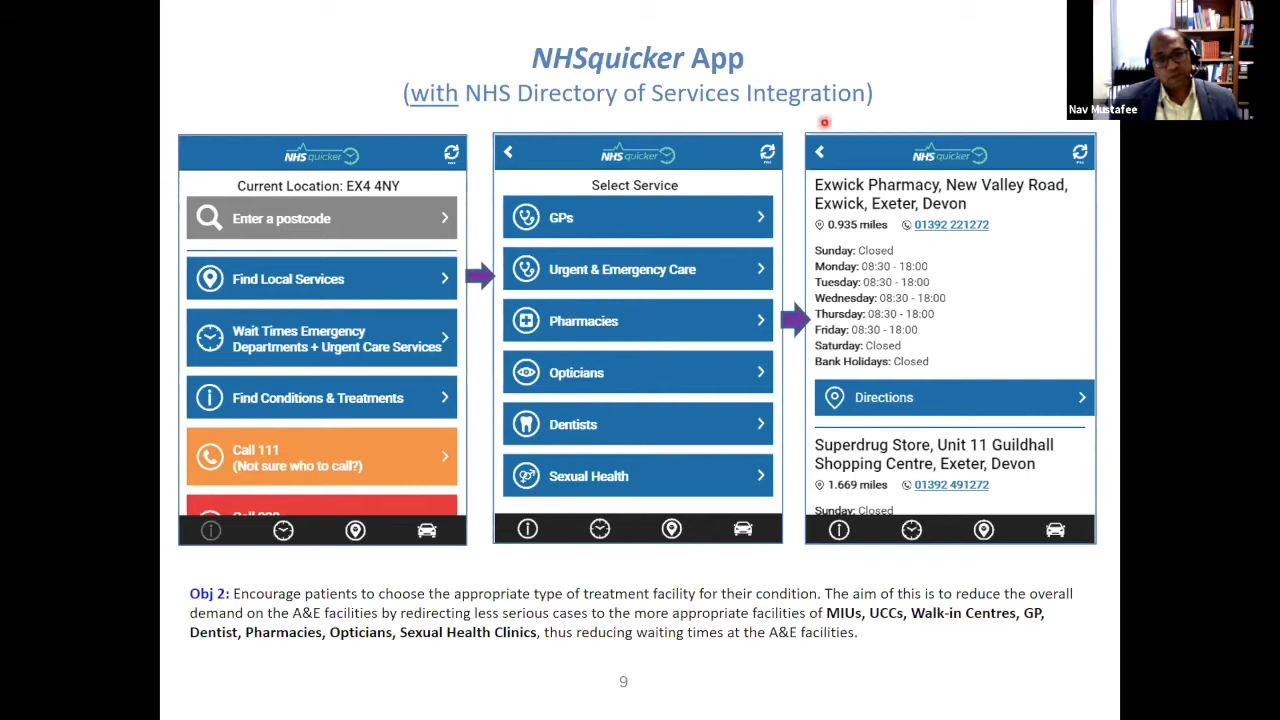 NHSquicker App
(with NHS Directory of Services Integration)
Nav Mustafee
NHSquicker
Current Location: EX4 4NY
Enter a postcode
Find Local Services
Wait Times Emergency
Departments + Urgent Care Services
Find Conditions & Treatments
Call 111
(Not sure who to call?)
NHSquicker
Select Service
GPs
Urgent & Emergency Care
Pharmacies
Opticians
Dentists
Sexual Health
NHSquicker
Exwick Pharmacy, New Valley Road,
Exwick, Exeter, Devon
0.935 miles 01392 221272
Sunday: Closed
Monday: 08:30 - 18:00
Tuesday: 08:30 - 18:00
Wednesday: 08:30 - 18:00
Thursday: 08:30 - 18:00
Friday: 08:30 - 18:00
Saturday: Closed
Bank Holidays: Closed
Directions
Superdrug Store, Unit 11 Guildhall
Shopping Centre, Exeter, Devon
1.669 miles 01392 491272
Sunday: Closed
Obj 2: Encourage patients to choose the appropriate type of treatment facility for their condition. The aim of this is to reduce the overall
demand on the A&E facilities by redirecting less serious cases to the more appropriate facilities of MIUs, UCCs, Walk-in Centres, GP,
Dentist, Pharmacies, Opticians, Sexual Health Clinics, thus reducing waiting times at the A&E facilities.
9